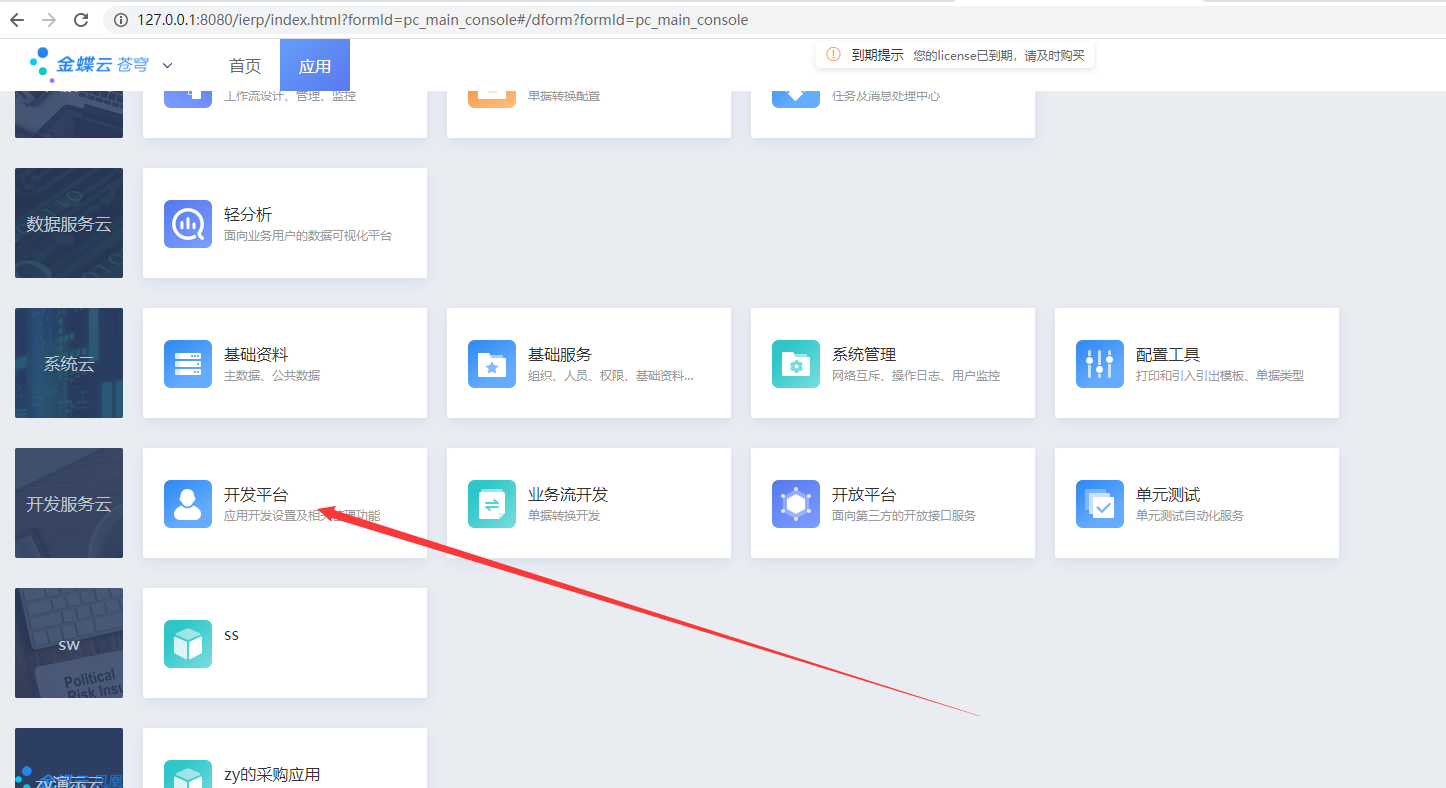 127.0.0.1:8080/ierp/index.html?formId=pc_main_console#/dform?formId=pc_main_console
金蝶云 苍穹
首页
应用
到期提示 您的license已到期，请及时购买
工作流设计、管理、监控
单据转换配置
任务及消息处理中心
数据服务云
轻分析
面向业务用户的数据可视化平台
系统云
基础资料
主数据、公共数据
基础服务
组织、人员、权限、基础资料...
系统管理
网络互斥、操作日志、用户监控
配置工具
打印和引入引出模板、单据类型
开发服务云
开发平台
应用开发设置及相关管理功能
业务流开发
单据转换开发
开放平台
面向第三方的开放接口服务
单元测试
单元测试自动化服务
sw
Political
Risk Insu
ss
zy演示云
zy的采购应用